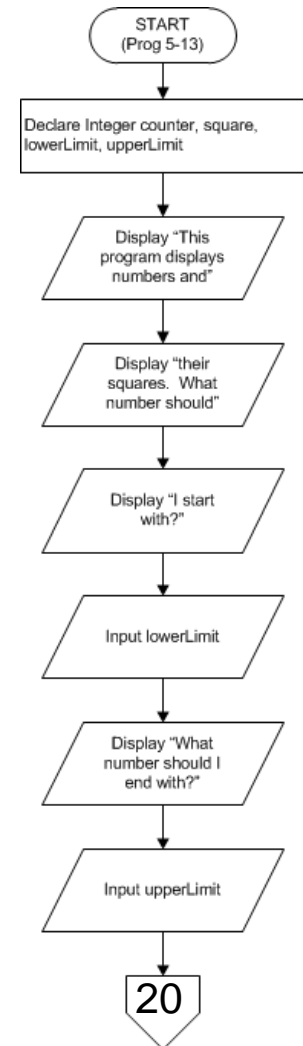 START
(Prog 5-13)
Declare Integer counter, square,
lowerLimit, upperLimit
Display “This
program displays
numbers and”
Display “their
squares.  What
number should”
Display “I start
with?”
Input lowerLimit
Display “What
number should I
end with?”
Input upperLimit
20